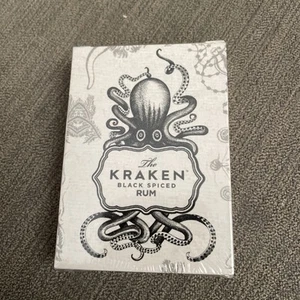 The
KRAKEN
BLACK SPICED
RUM